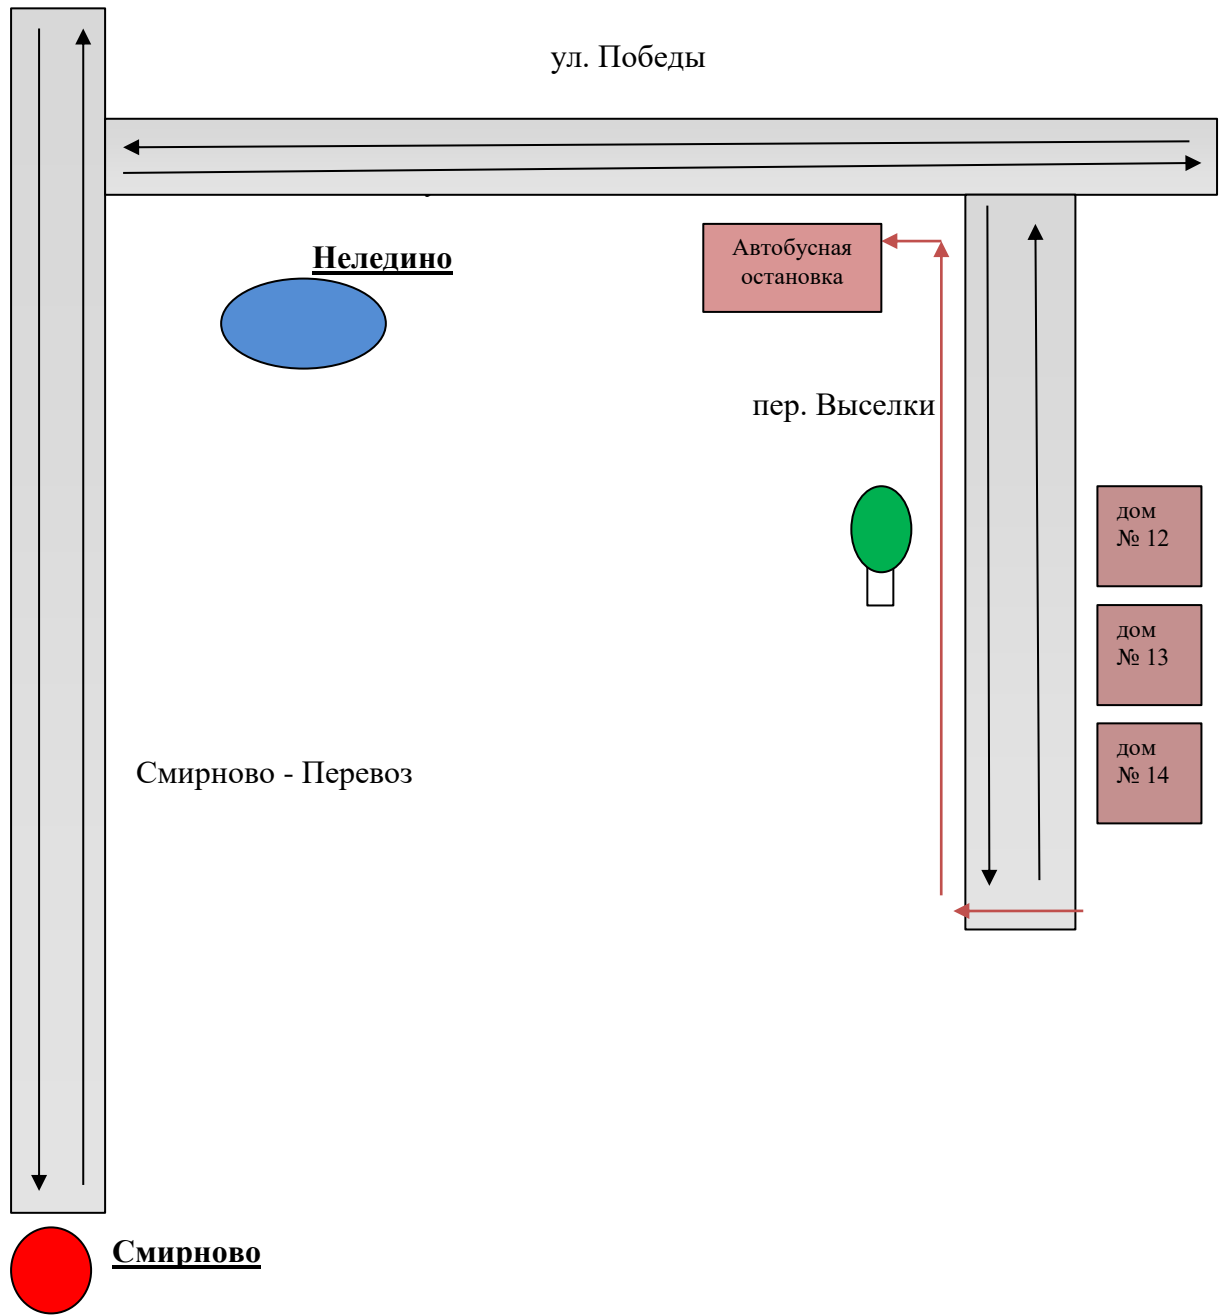 ул. Победы
Неледино
Автобусная
остановка
пер. Выселки
дом
№ 12
дом
№ 13
дом
№ 14
Смирново - Перевоз
Смирново